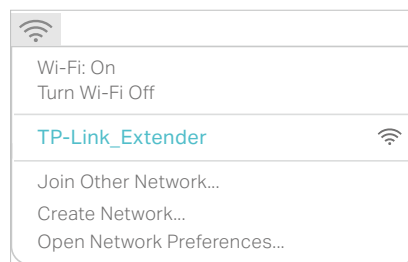 Wi-Fi: On
Turn Wi-Fi Off
TP-Link_Extender
Join Other Network...
Create Network...
Open Network Preferences...